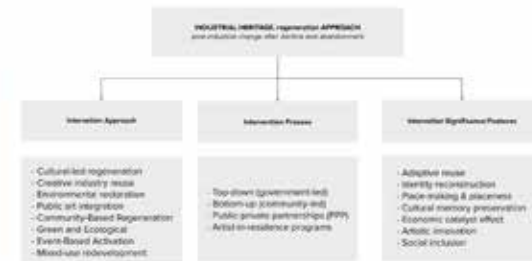 INDUSTRIAL HERITAGE, regeneration APPROACH
post-industrial change after decline and abandonment
Intervention Approach
- Cultural-led regeneration
- Creative industry reuse
- Environmental restoration
- Public art integration
- Community-Based Regeneration
- Green and Ecological
- Event-Based Activation
- Mixed-use redevelopment
Intervention Process
- Top-down (government-led)
- Bottom-up (community-led)
- Public private partnerships (PPP)
- Artist-in-residence programs
Intervention Significance/Features
- Adaptive reuse
- Identity reconstruction
- Place-making & placeness
- Cultural memory preservation
- Economic catalyst effect
- Artistic innovation
- Social inclusion